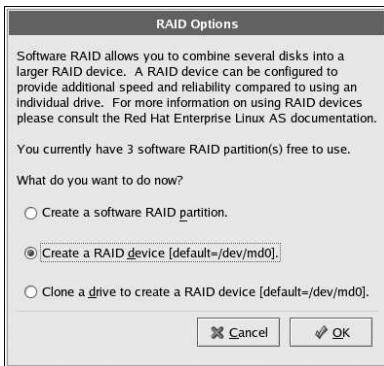 RAID Options
Software RAID allows you to combine several disks into a
larger RAID device. A RAID device can be configured to
provide additional speed and reliability compared to using an
individual drive. For more information on using RAID devices
please consult the Red Hat Enterprise Linux AS documentation.
You currently have 3 software RAID partition(s) free to use.
What do you want to do now?
Create a software RAID partition.
Create a RAID device [default=/dev/md0].
Clone a drive to create a RAID device [default=/dev/md0].
Cancel OK